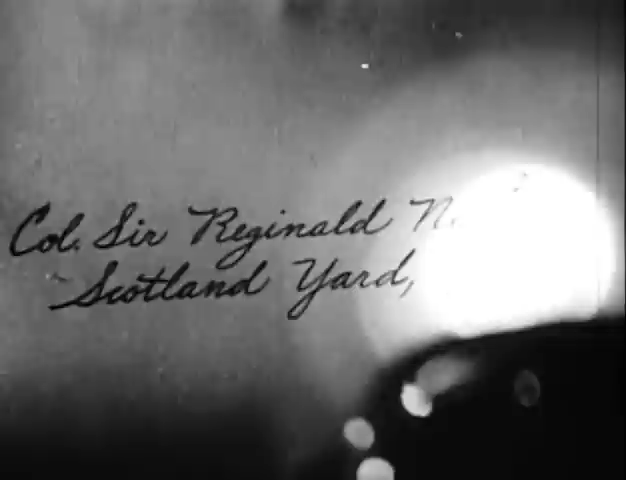 Col. Sir Reginald N.
Scotland Yard,